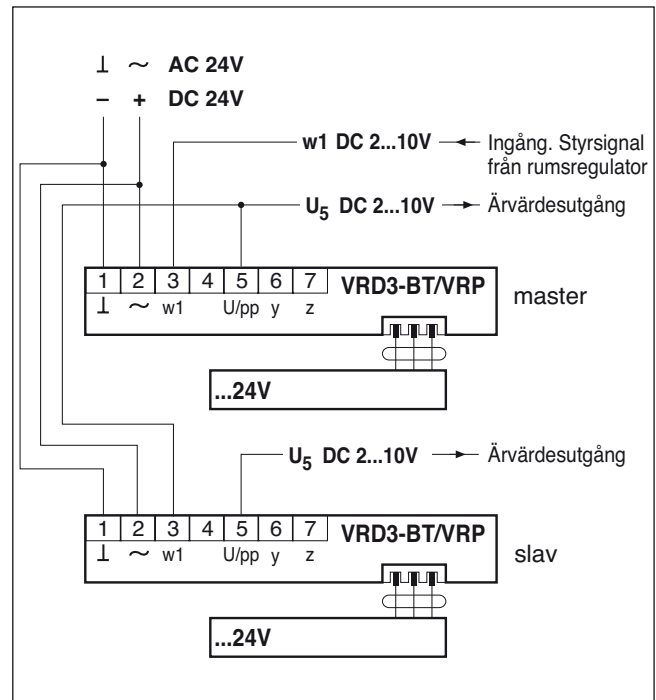 ⊥ ~ AC 24V
– + DC 24V
w1 DC 2...10V Ingång. Styrsignal
från rumsregulator
U5 DC 2...10V Ärvärdesutgång
1 2 3 4 5 6 7 VRD3-BT/VRP
⊥ ~ w1 U/pp y z
master
...24V
U5 DC 2...10V Ärvärdesutgång
1 2 3 4 5 6 7 VRD3-BT/VRP
⊥ ~ w1 U/pp y z
slav
...24V